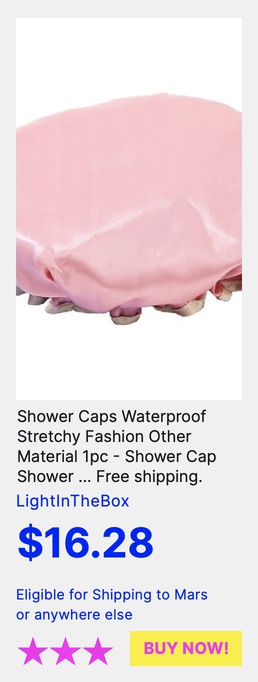 Shower Caps Waterproof
Stretchy Fashion Other
Material 1pc - Shower Cap
Shower ... Free shipping.
LightInTheBox
$16.28
Eligible for Shipping to Mars
or anywhere else
BUY NOW!